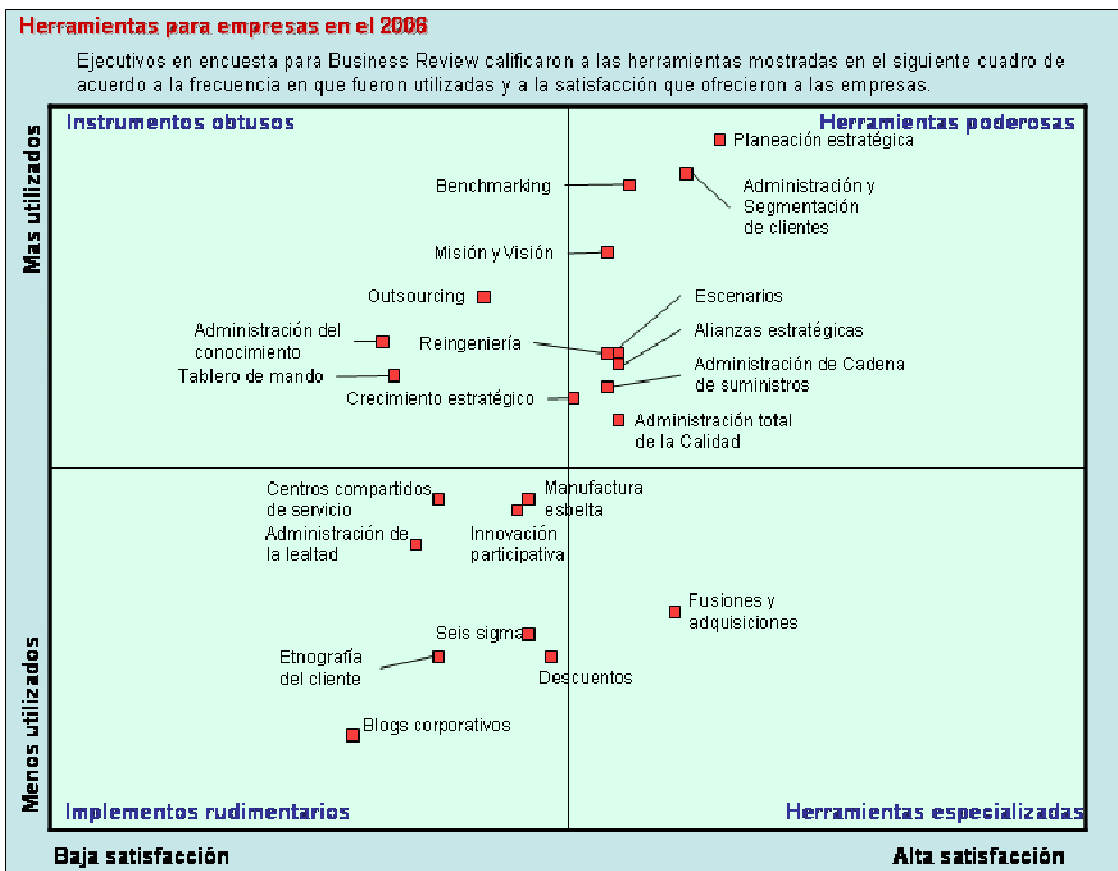 Herramientas para empresas en el 2006
Ejecutivos en encuesta para Business Review calificaron a las herramientas mostradas en el siguiente cuadro de
acuerdo a la frecuencia en que fueron utilizadas y a la satisfacción que ofrecieron a las empresas.
Instrumentos obtusos
Herramientas poderosas
Mas utilizados
Planeación estratégica
Benchmarking
Administración y
Segmentación
de clientes
Misión y Visión
Outsourcing
Escenarios
Administración del
conocimiento
Reingeniería
Alianzas estratégicas
Tablero de mando
Administración de Cadena
de suministros
Crecimiento estratégico
Administración total
de la Calidad
Centros compartidos
de servicio
Manufactura
esbelta
Administración de
la lealtad
Innovación
participativa
Fusiones y
adquisiciones
Seis sigma
Etnografía
del cliente
Descuentos
Blogs corporativos
Menos utilizados
Implementos rudimentarios
Herramientas especializadas
Baja satisfacción
Alta satisfacción